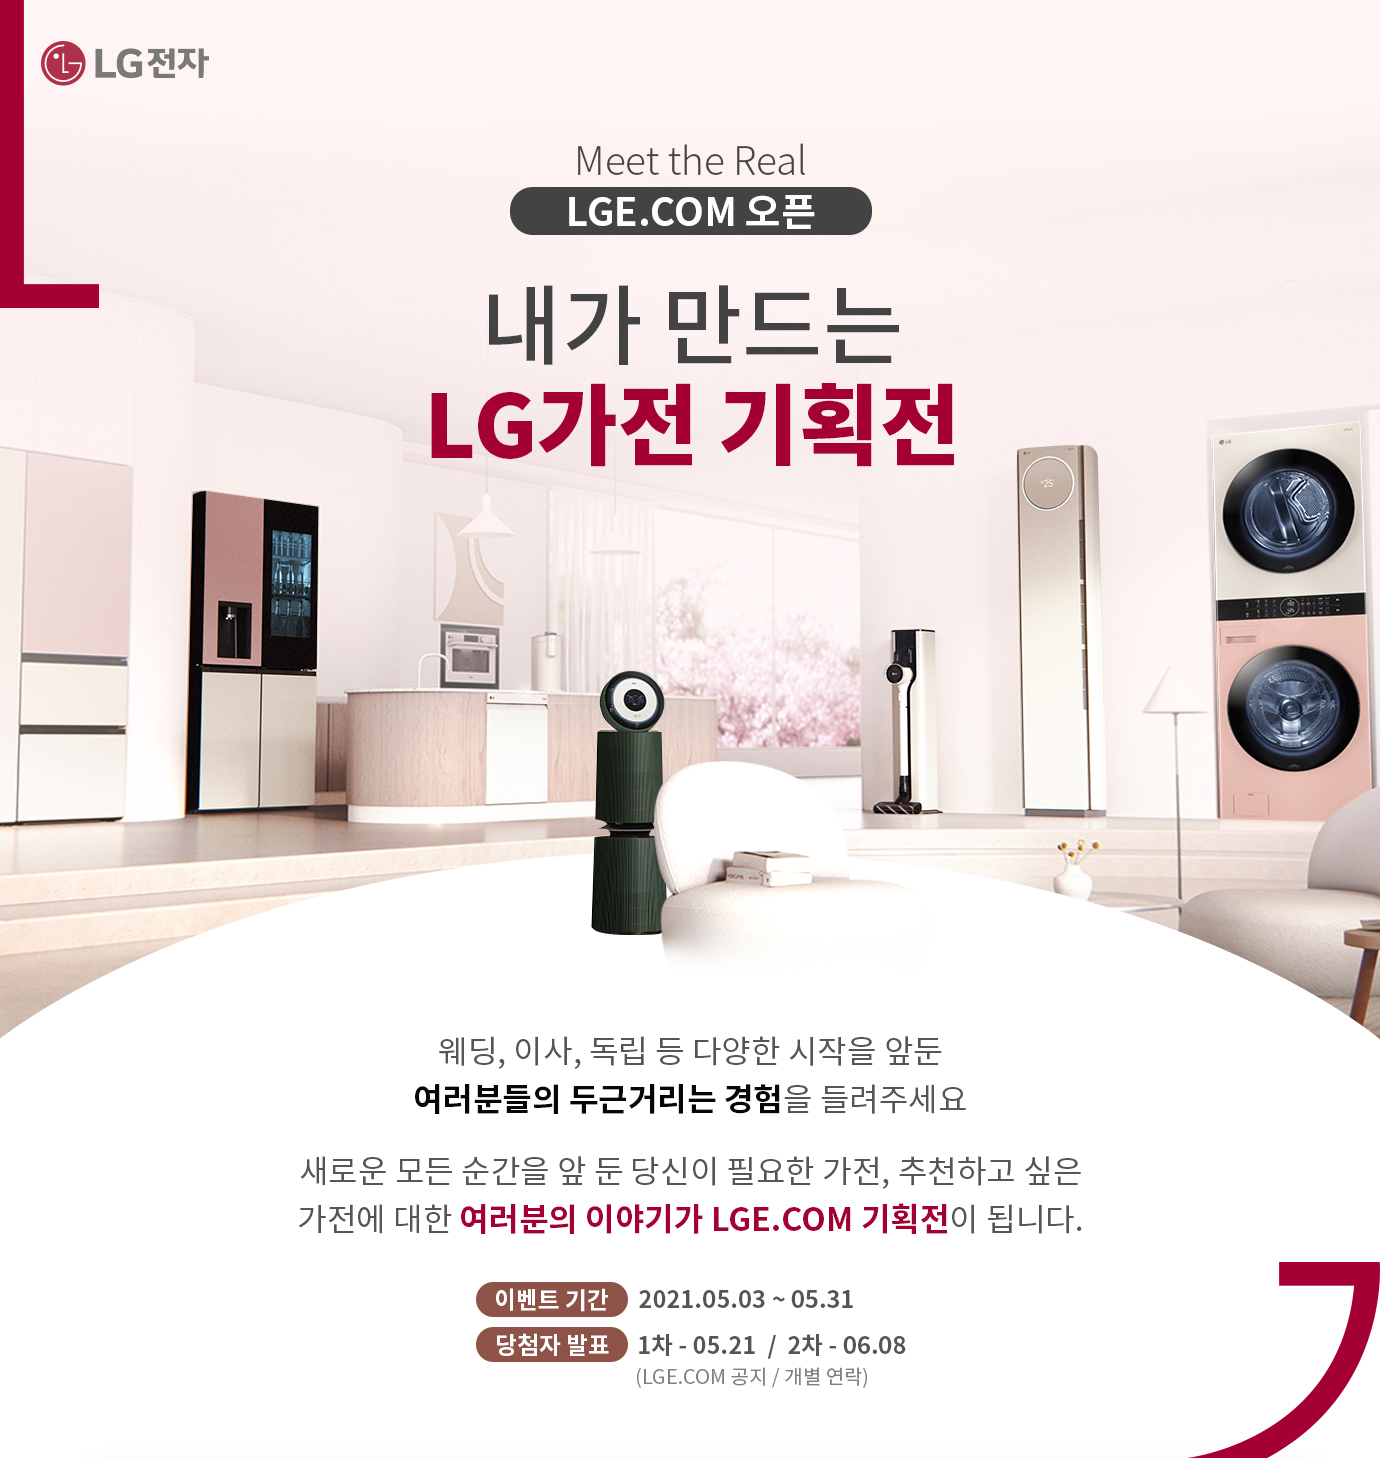 LG전자
Meet the Real
LGE.COM 오픈
내가 만드는
LG가전 기획전
LG
25
웨딩, 이사, 독립 등 다양한 시작을 앞둔
여러분들의 두근거리는 경험을 들려주세요
새로운 모든 순간을 앞 둔 당신이 필요한 가전, 추천하고 싶은
가전에 대한 여러분의 이야기가 LGE.COM 기획전이 됩니다.
이벤트 기간 2021.05.03 ~ 05.31
당첨자 발표 1차 - 05.21 / 2차 - 06.08
(LGE.COM 공지 / 개별 연락)